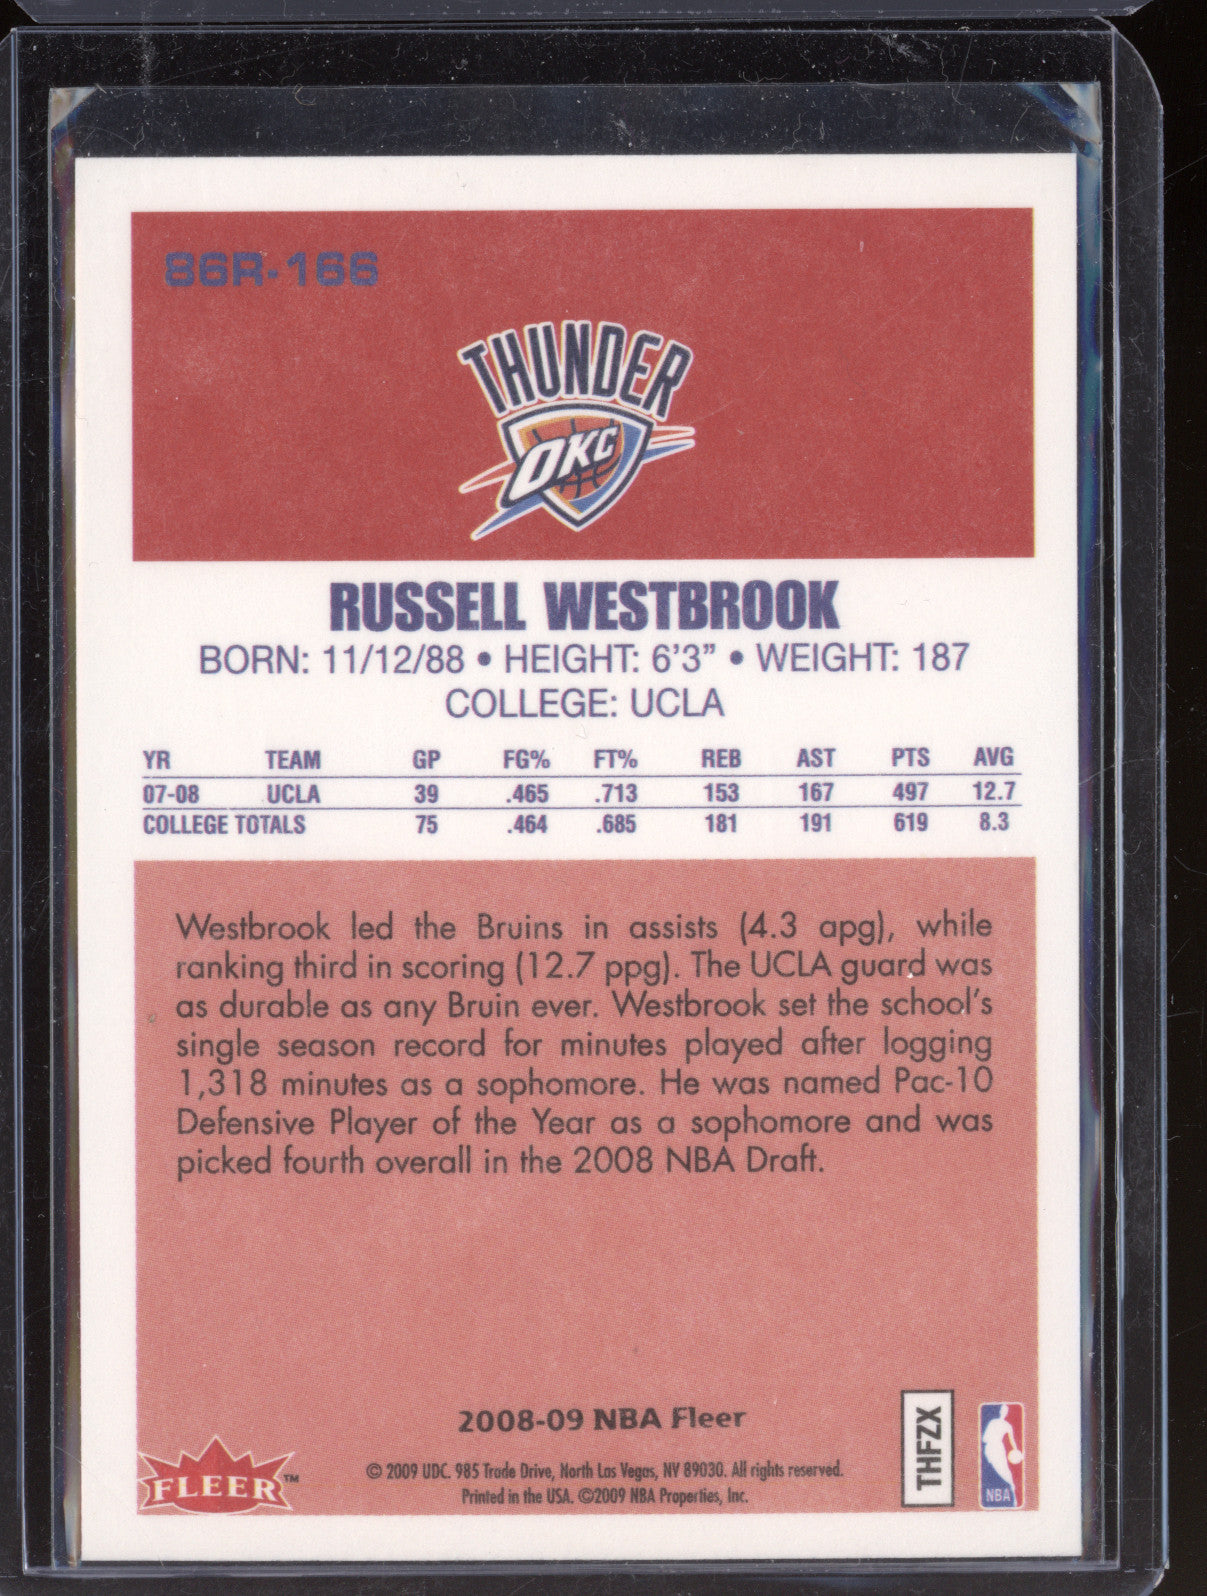 86R-166
THUNDER
OKC
RUSSELL WESTBROOK
BORN: 11/12/88 • HEIGHT: 6'3" • WEIGHT: 187
COLLEGE: UCLA
YR TEAM GP FG% FT% REB AST PTS AVG
07-08 UCLA 39 .465 .713 153 167 497 12.7
COLLEGE TOTALS 75 .464 .685 181 191 619 8.3
Westbrook led the Bruins in assists (4.3 apg), while
ranking third in scoring (12.7 ppg). The UCLA guard was
as durable as any Bruin ever. Westbrook set the school's
single season record for minutes played after logging
1,318 minutes as a sophomore. He was named Pac-10
Defensive Player of the Year as a sophomore and was
picked fourth overall in the 2008 NBA Draft.
2008-09 NBA Fleer
FLEER™
© 2009 UDC. 985 Trade Drive, North Las Vegas, NV 89030. All rights reserved.
Printed in the USA. ©2009 NBA Properties, Inc.
THFZX
NBA